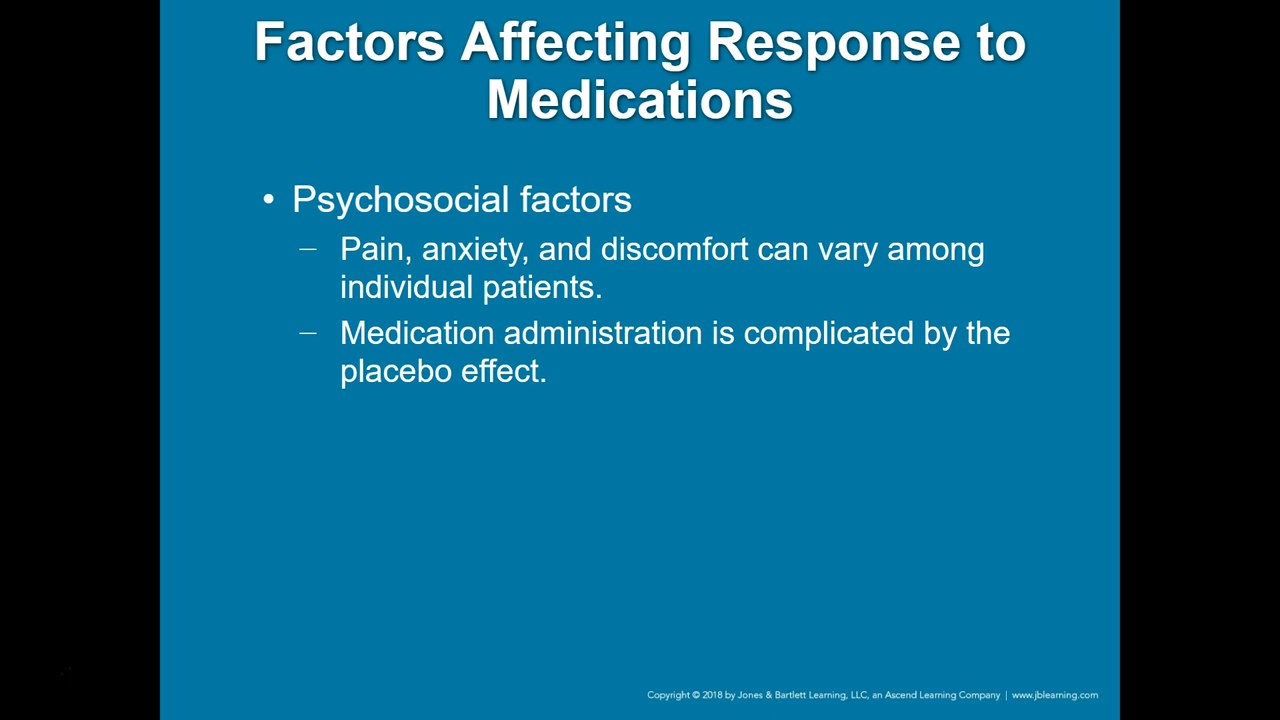 Factors Affecting Response to
Medications
• Psychosocial factors
– Pain, anxiety, and discomfort can vary among
individual patients.
– Medication administration is complicated by the
placebo effect.
Copyright © 2018 by Jones & Bartlett Learning, LLC, an Ascend Learning Company | www.jblearning.com